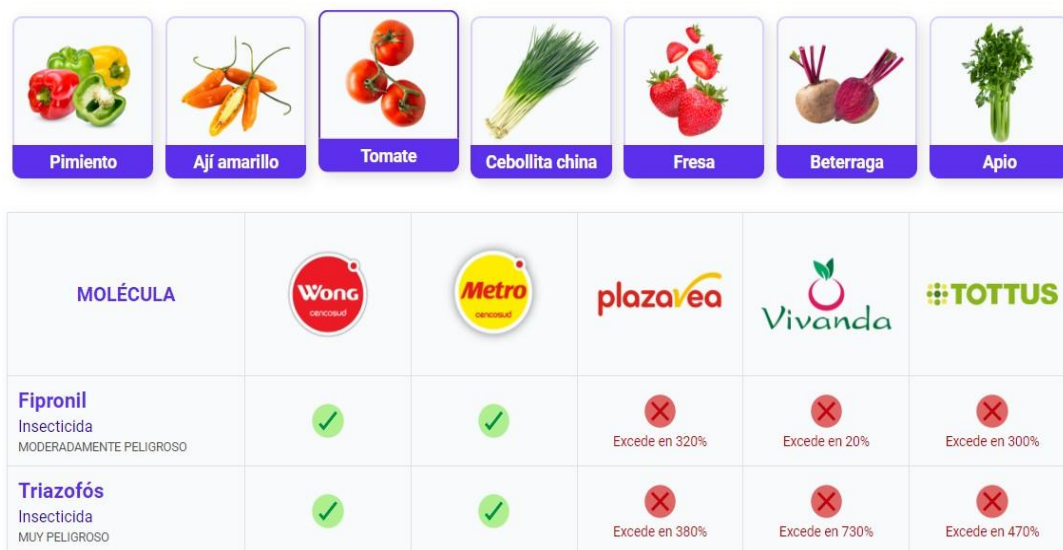 Pimiento
Ají amarillo
Tomate
Cebollita china
Fresa
Beterraga
Apio
MOLÉCULA
Wong
cencosud
Metro
cencosud
plazavea
Vivanda
TOTTUS
Fipronil
Insecticida
MODERADAMENTE PELIGROSO
Excede en 320%
Excede en 20%
Excede en 300%
Triazofós
Insecticida
MUY PELIGROSO
Excede en 380%
Excede en 730%
Excede en 470%